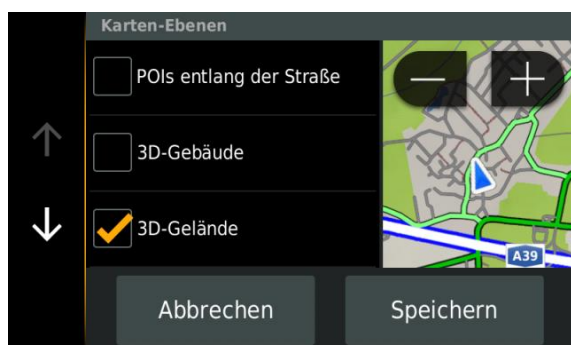 Karten-Ebenen
POIs entlang der Straße
3D-Gebäude
3D-Gelände
A39
Abbrechen
Speichern